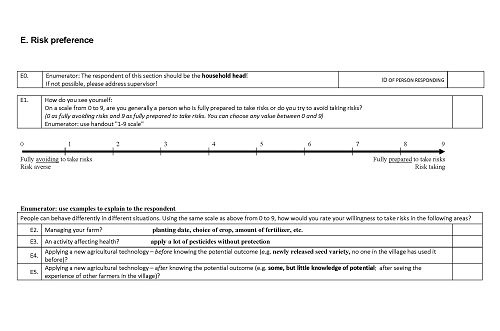 E. Risk preference
E0. Enumerator: The respondent of this section should be the household head!
If not possible, please address supervisor!
ID OF PERSON RESPONDING
E1. How do you see yourself:
On a scale from 0 to 9, are you generally a person who is fully prepared to take risks or do you try to avoid taking risks?
(0 as fully avoiding risks and 9 as fully prepared to take risks. You can choose any value between 0 and 9)
Enumerator: use handout "1-9 scale"
0 1 2 3 4 5 6 7 8 9
Fully avoiding to take risks Fully prepared to take risks
Risk averse Risk taking
Enumerator: use examples to explain to the respondent
People can behave differently in different situations. Using the same scale as above from 0 to 9, how would you rate your willingness to take risks in the following areas?
E2. Managing your farm? planting date, choice of crop, amount of fertilizer, etc.
E3. An activity affecting health? apply a lot of pesticides without protection
E4. Applying a new agricultural technology – before knowing the potential outcome (e.g. newly released seed variety, no one in the village has used it
before)?
E5. Applying a new agricultural technology – after knowing the potential outcome (e.g. some, but little knowledge of potential; after seeing the
experience of other farmers in the village)?